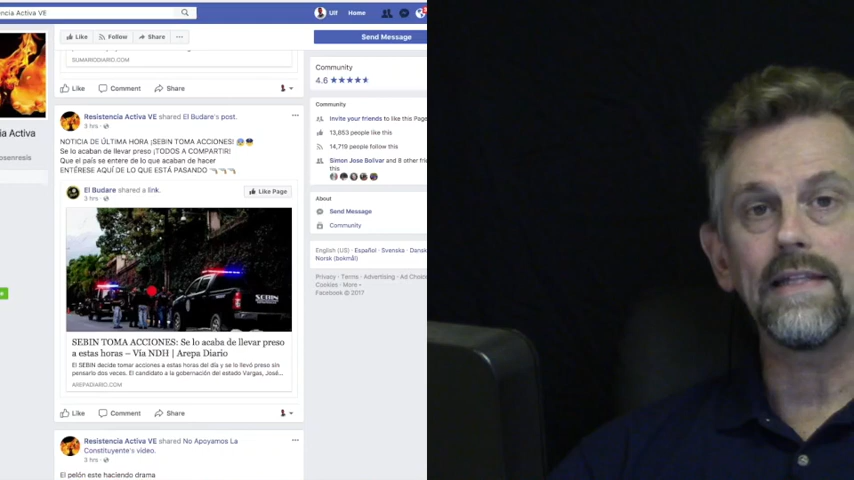 encia Activa VE
Ulf Home
Like Follow Share ...
Send Message
SUMARIODIARIO.COM
Like Comment Share
Resistencia Activa VE shared El Budare's post.
3 hrs ·
NOTICIA DE ÚLTIMA HORA ¡SEBIN TOMA ACCIONES!
Se lo acaban de llevar preso ¡TODOS A COMPARTIR!
Que el país se entere de lo que acaban de hacer
ENTÉRESE AQUÍ DE LO QUE ESTÁ PASANDO
El Budare shared a link.
3 hrs ·
Like Page
SEBIN
SEBIN TOMA ACCIONES: Se lo acaba de llevar preso
a estas horas – Vía NDH | Arepa Diario
El SEBIN decide tomar acciones a estas horas del día y se lo llevó preso sin
pensarlo dos veces. El candidato a la gobernación del estado Vargas, José...
AREPADIARIO.COM
Like Comment Share
Resistencia Activa VE shared No Apoyamos La
Constituyente's video.
3 hrs ·
El pelón este haciendo drama
ia Activa
osenresis
e
Community
4.6
Community
Invite your friends to like this Page
13,853 people like this
14,719 people follow this
Simon Jose Bolivar and 8 other frie
this
About
Send Message
Community
English (US) · Español · Svenska · Dansk
Norsk (bokmål)
Privacy · Terms · Advertising · Ad Choic
Cookies · More
Facebook © 2017